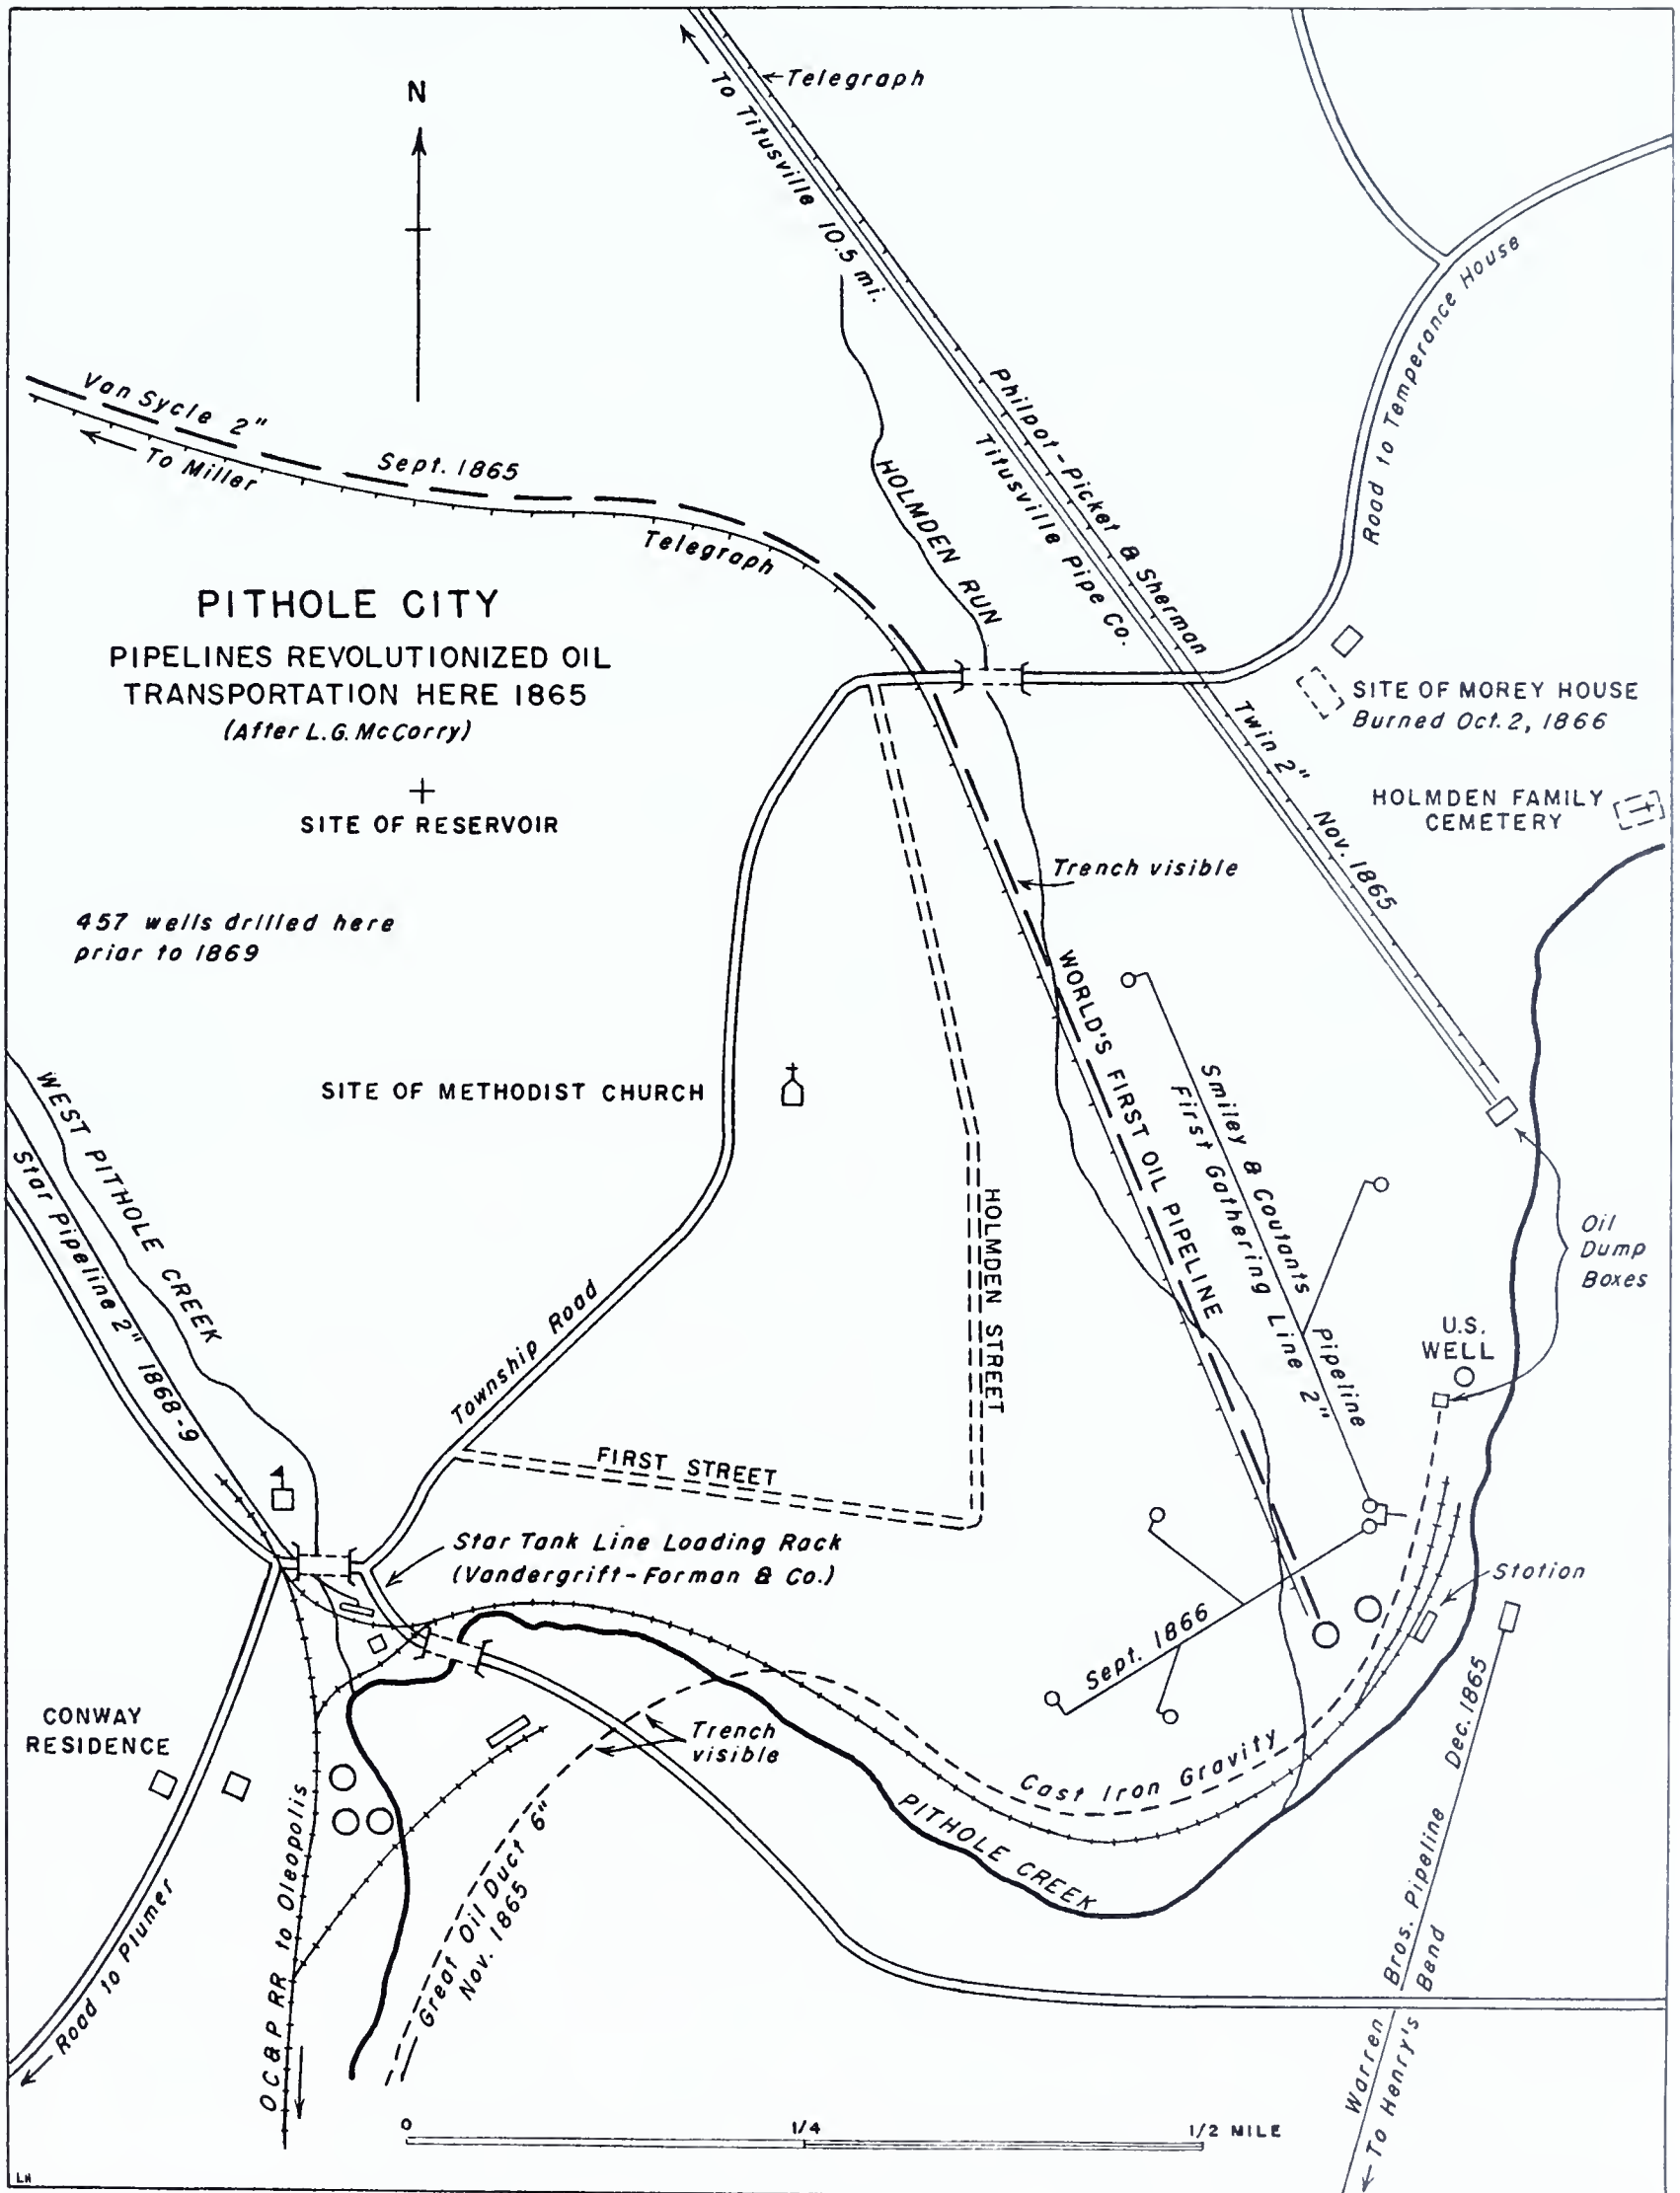 N
Telegraph
To Titusville 10.5 mi.
Road to Temperance House
Van Sycle 2"
To Miller
Sept. 1865
Telegraph
HOLMDEN RUN
Philpot-Picket & Sherman
Titusville Pipe Co.
Twin 2" Nov. 1865
PITHOLE CITY
PIPELINES REVOLUTIONIZED OIL
TRANSPORTATION HERE 1865
(After L.G. McCorry)
SITE OF RESERVOIR
SITE OF MOREY HOUSE
Burned Oct. 2, 1866
HOLMDEN FAMILY
CEMETERY
Trench visible
457 wells drilled here
prior to 1869
WORLD'S FIRST OIL PIPELINE
SITE OF METHODIST CHURCH
Smiley & Coutants Pipeline
First Gathering Line 2"
WEST PITHOLE CREEK
Star Pipeline 2" 1868-9
HOLMDEN STREET
Oil
Dump
Boxes
U.S.
WELL
Township Road
FIRST STREET
Star Tank Line Loading Rack
(Vandergrift-Forman & Co.)
Station
Sept. 1866
CONWAY
RESIDENCE
Trench
visible
Cast Iron Gravity
PITHOLE CREEK
Great Oil Duct 6"
Nov. 1865
Road to Plumer
OC&P RR to Oleopolis
Warren Bros. Pipeline Dec. 1865
To Henry's Bend
0 1/4 1/2 MILE
LH